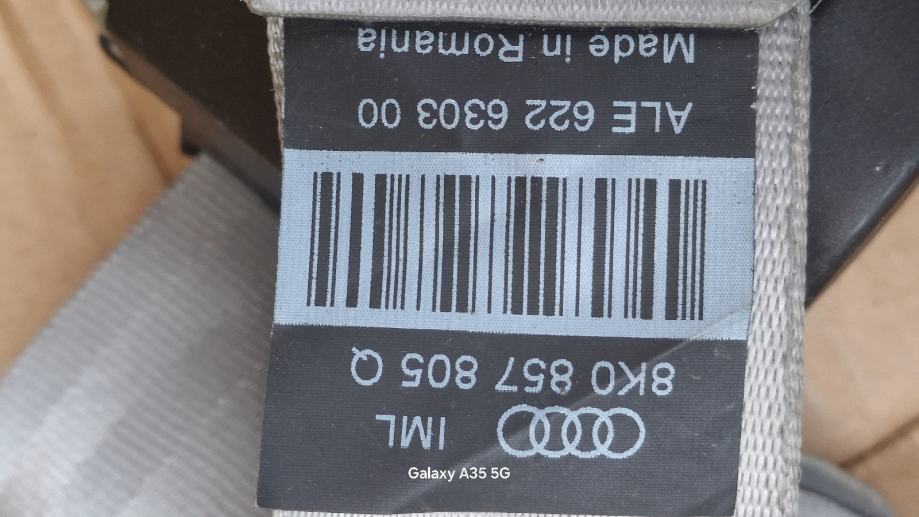 IML
8K0 857 805 Q
ALE 622 6303 00
Made in Romania
Galaxy A35 5G